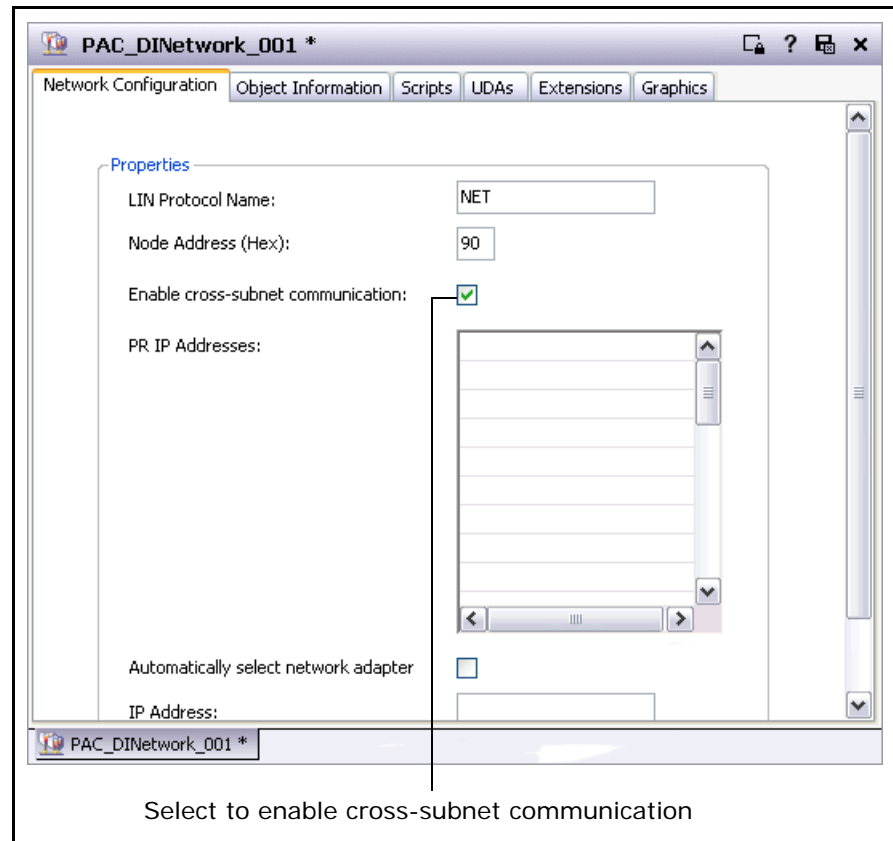 PAC_DINetwork_001 *
?
Network Configuration Object Information Scripts UDAs Extensions Graphics
Properties
LIN Protocol Name: NET
Node Address (Hex): 90
Enable cross-subnet communication:
PR IP Addresses:
Automatically select network adapter
IP Address:
PAC_DINetwork_001 *
Select to enable cross-subnet communication